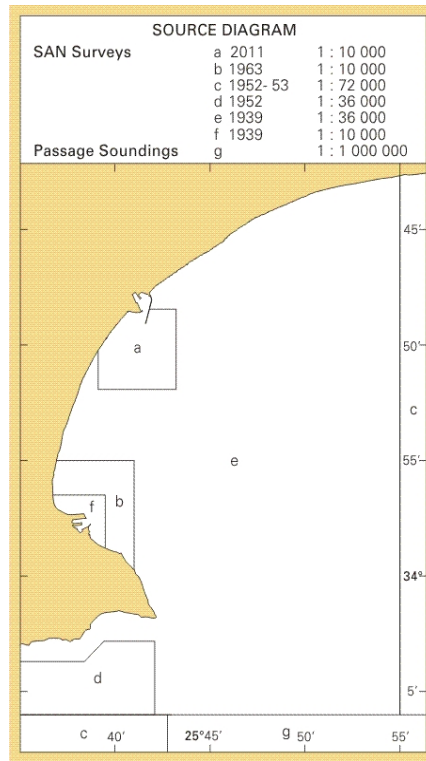 SOURCE DIAGRAM
SAN Surveys a 2011 1 : 10 000
b 1963 1 : 10 000
c 1952- 53 1 : 72 000
d 1952 1 : 36 000
e 1939 1 : 36 000
f 1939 1 : 10 000
Passage Soundings g 1 : 1 000 000
45'
a
50'
c
55'
e
b
f
34°
d
5'
c 40' 25°45' g 50' 55'